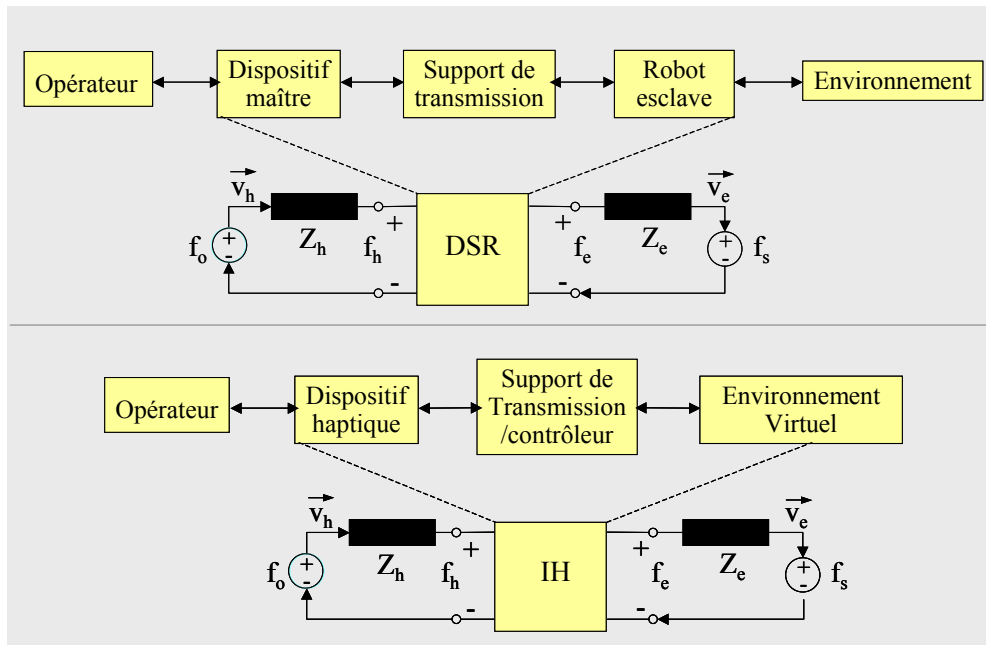 Opérateur
Dispositif
maître
Support de
transmission
Robot
esclave
Environnement
v_h
Z_h
f_o
f_h
+
-
+
-
DSR
+
-
f_e
v_e
Z_e
+
-
f_s
Opérateur
Dispositif
haptique
Support de
Transmission
/contrôleur
Environnement
Virtuel
v_h
Z_h
f_o
f_h
+
-
+
-
IH
+
-
f_e
v_e
Z_e
+
-
f_s